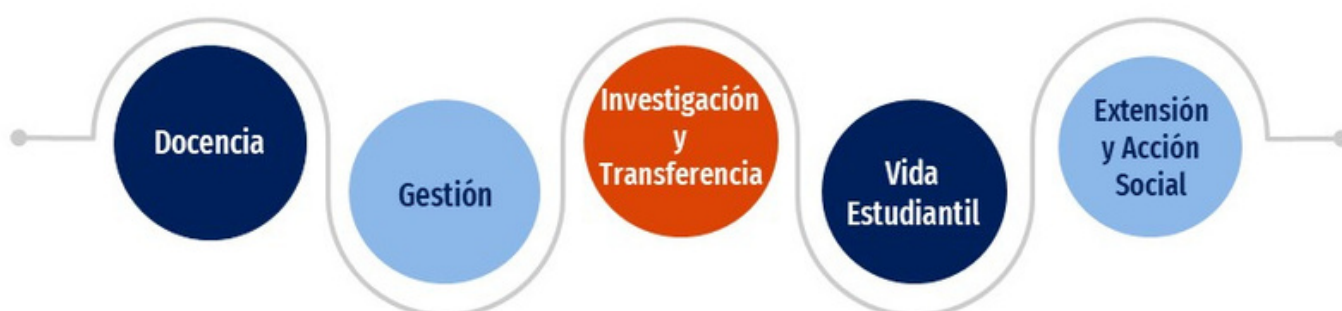 Docencia
Gestión
Investigación
y
Transferencia
Vida
Estudiantil
Extensión
y Acción
Social